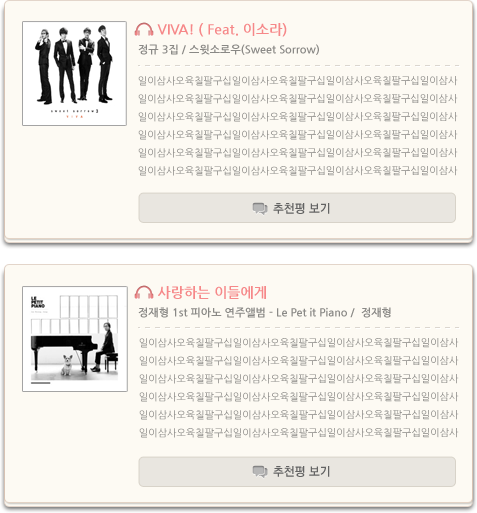 sweet sorrow 3
VIVA
VIVA! ( Feat, 이소라)
정규 3집 / 스윗소로우(Sweet Sorrow)
일이삼사오육칠팔구십일이삼사오육칠팔구십일이삼사오육칠팔구십일이삼사
일이삼사오육칠팔구십일이삼사오육칠팔구십일이삼사오육칠팔구십일이삼사
일이삼사오육칠팔구십일이삼사오육칠팔구십일이삼사오육칠팔구십일이삼사
일이삼사오육칠팔구십일이삼사오육칠팔구십일이삼사오육칠팔구십일이삼사
일이삼사오육칠팔구십일이삼사오육칠팔구십일이삼사오육칠팔구십일이삼사
일이삼사오육칠팔구십일이삼사오육칠팔구십일이삼사오육칠팔구십일이삼사
추천평 보기
LE
PETIT
PIANO
사랑하는 이들에게
정재형 1st 피아노 연주앨범 - Le Pet it Piano / 정재형
일이삼사오육칠팔구십일이삼사오육칠팔구십일이삼사오육칠팔구십일이삼사
일이삼사오육칠팔구십일이삼사오육칠팔구십일이삼사오육칠팔구십일이삼사
일이삼사오육칠팔구십일이삼사오육칠팔구십일이삼사오육칠팔구십일이삼사
일이삼사오육칠팔구십일이삼사오육칠팔구십일이삼사오육칠팔구십일이삼사
일이삼사오육칠팔구십일이삼사오육칠팔구십일이삼사오육칠팔구십일이삼사
일이삼사오육칠팔구십일이삼사오육칠팔구십일이삼사오육칠팔구십일이삼사
추천평 보기